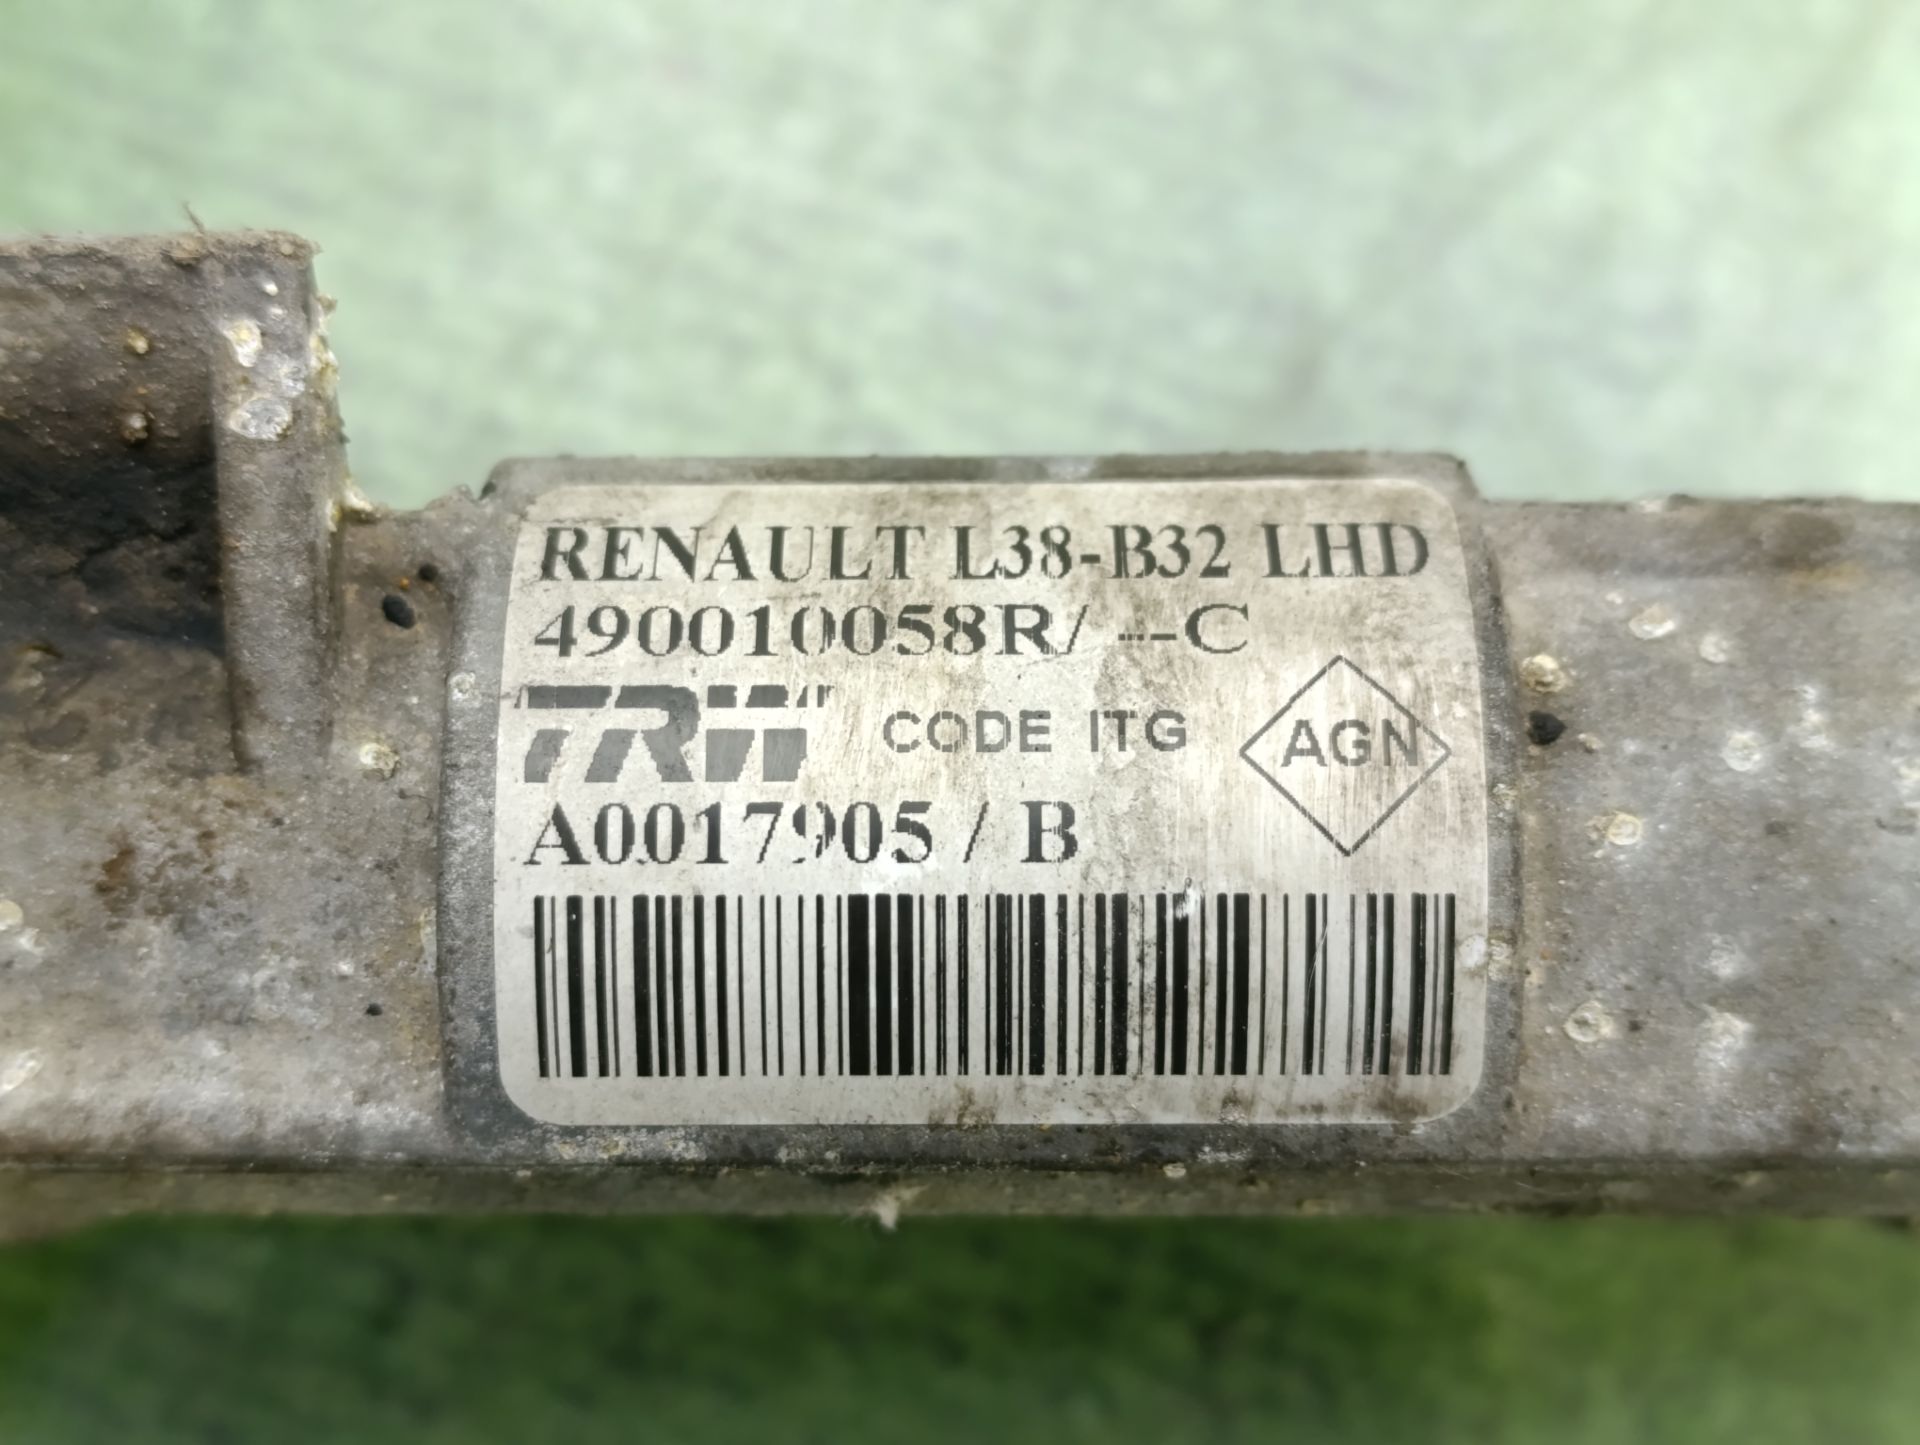 RENAULT L38-B32 LHD
490010058R/ --C
TRW CODE ITG AGN
A0017905 / B